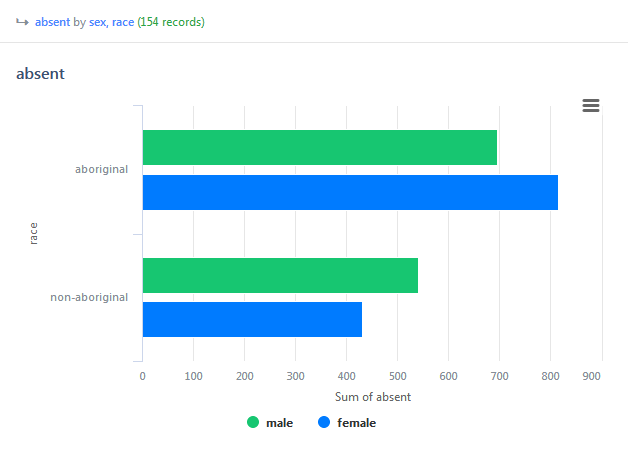 ↪ absent by sex, race (154 records)
absent
race
aboriginal
non-aboriginal
0 100 200 300 400 500 600 700 800 900
Sum of absent
male female